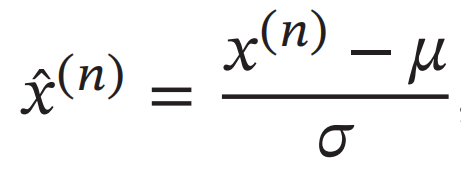 x̂⁽ⁿ⁾ = (x⁽ⁿ⁾ − μ) / σ